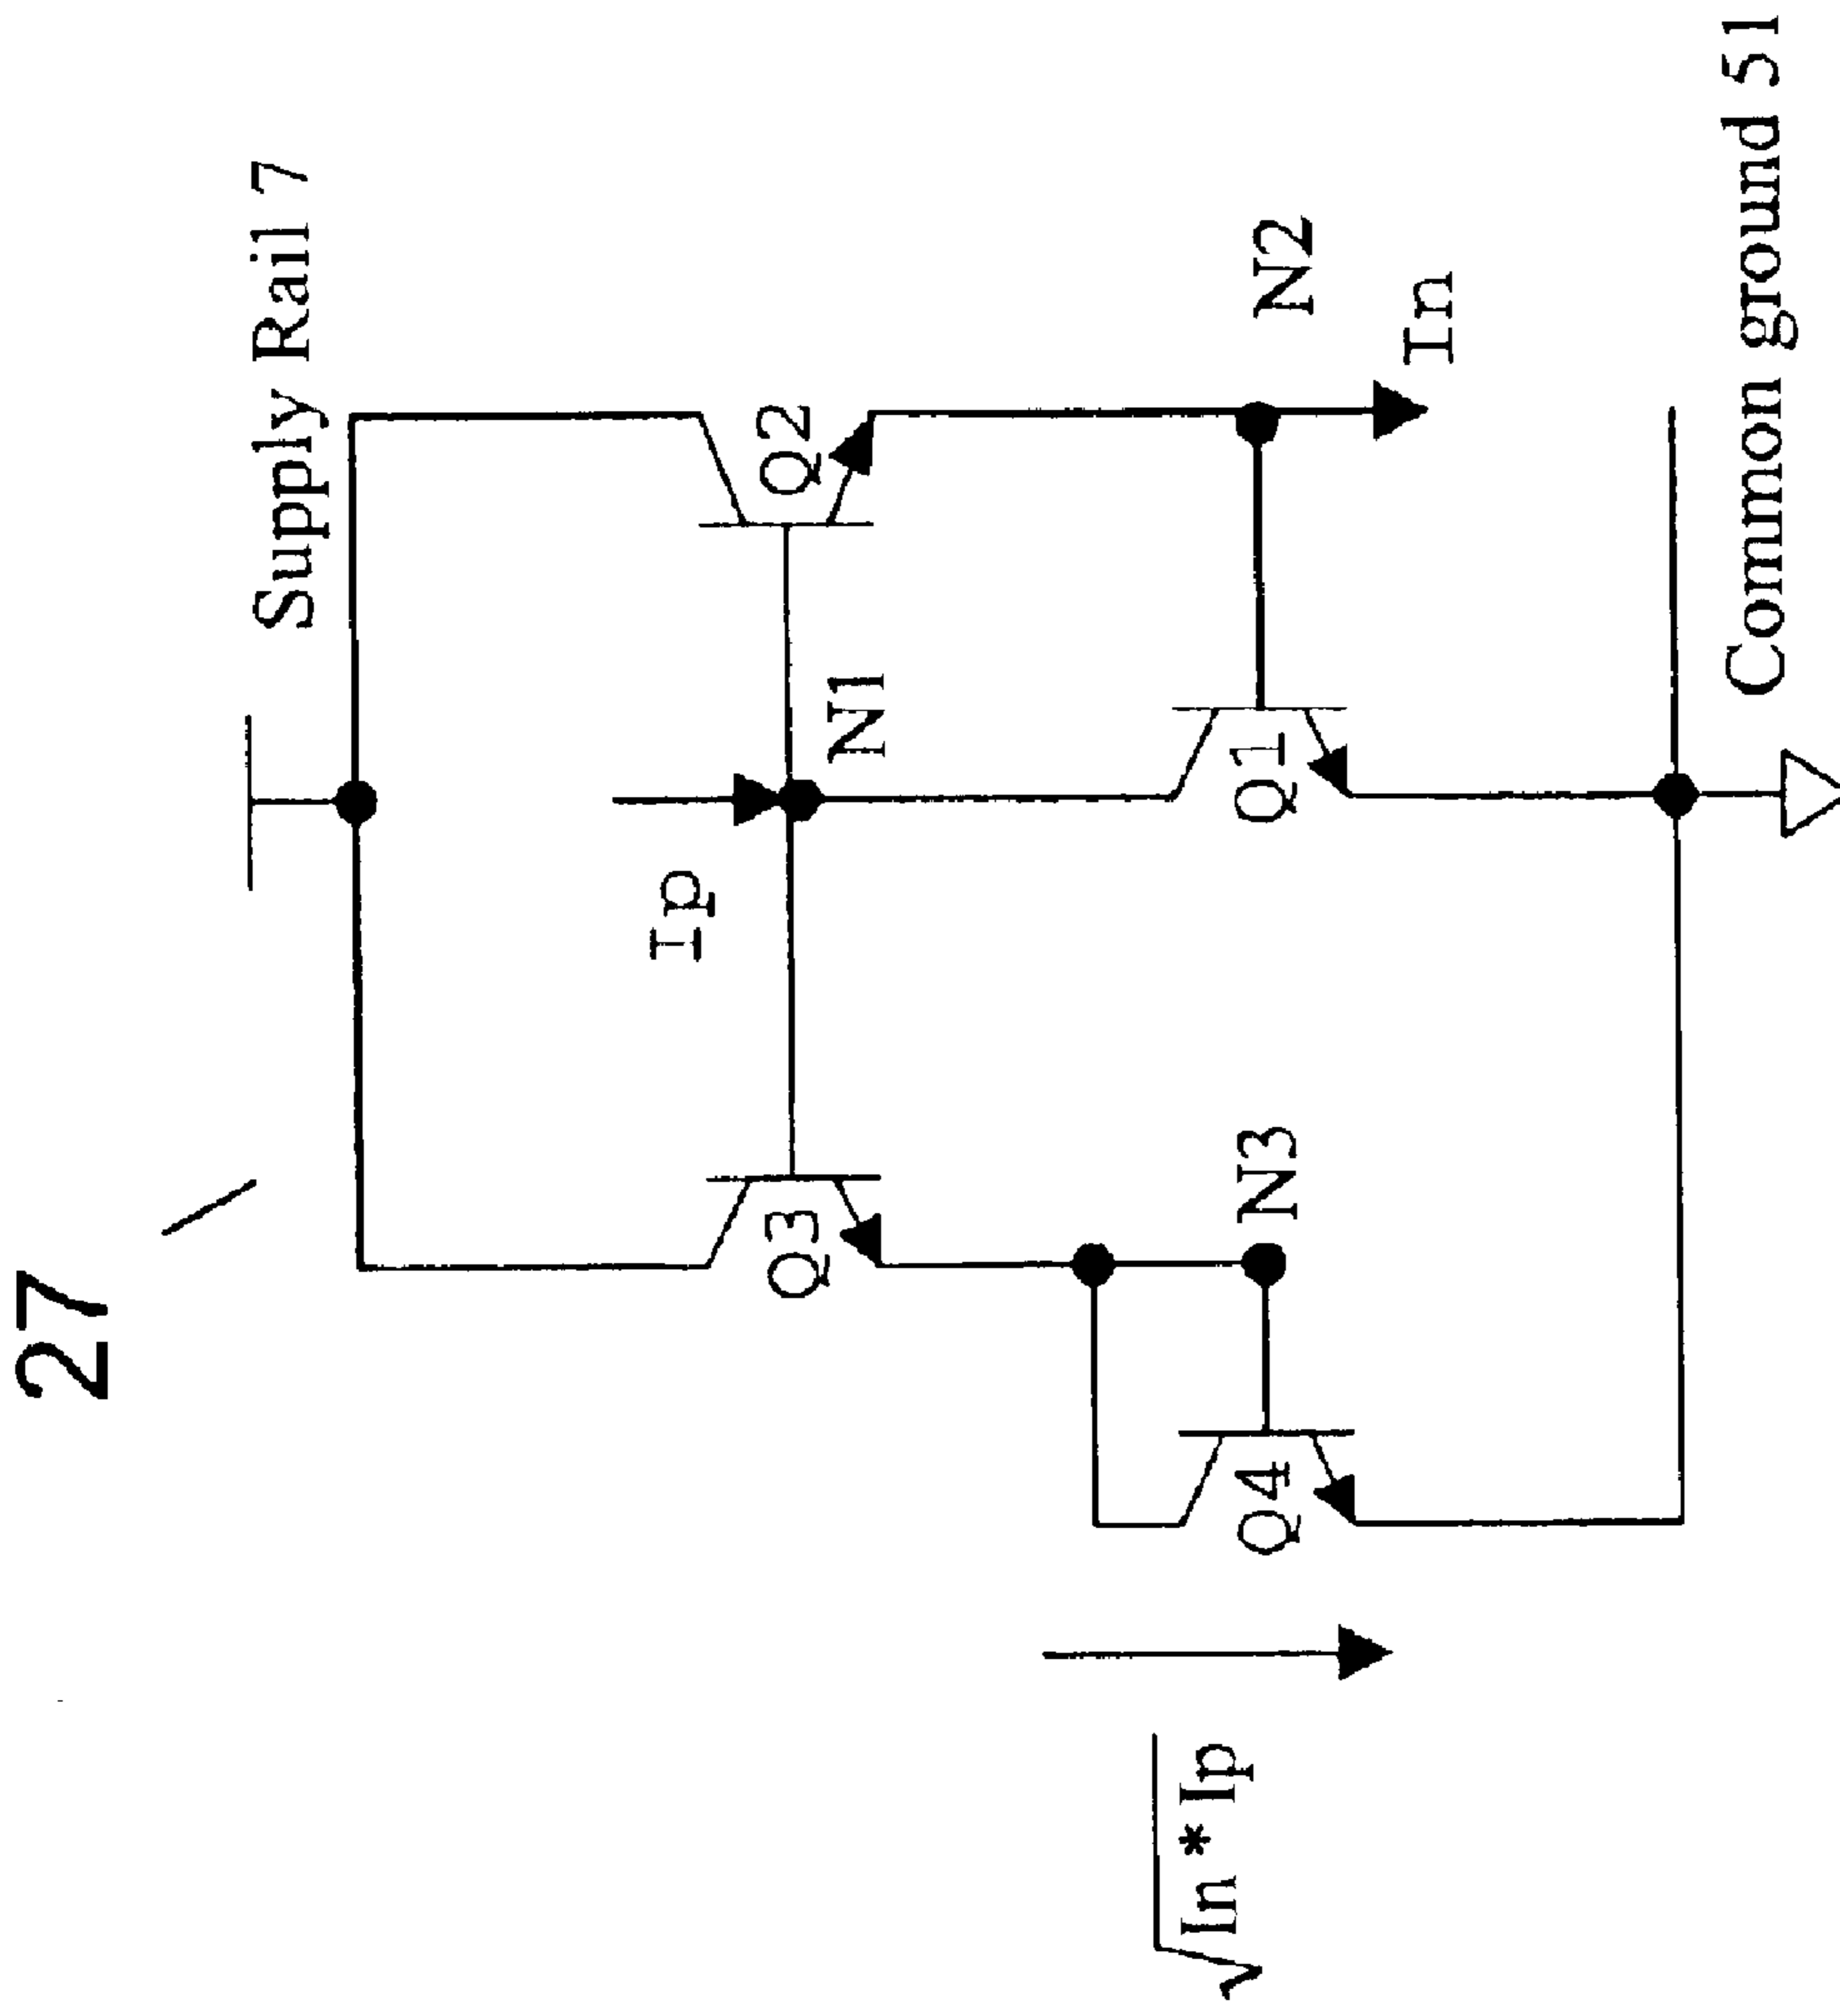 27
Supply Rail 7
Ip
Q3
N1
Q2
Q4
N3
Q1
N2
In
√In * Ip
Common ground 51